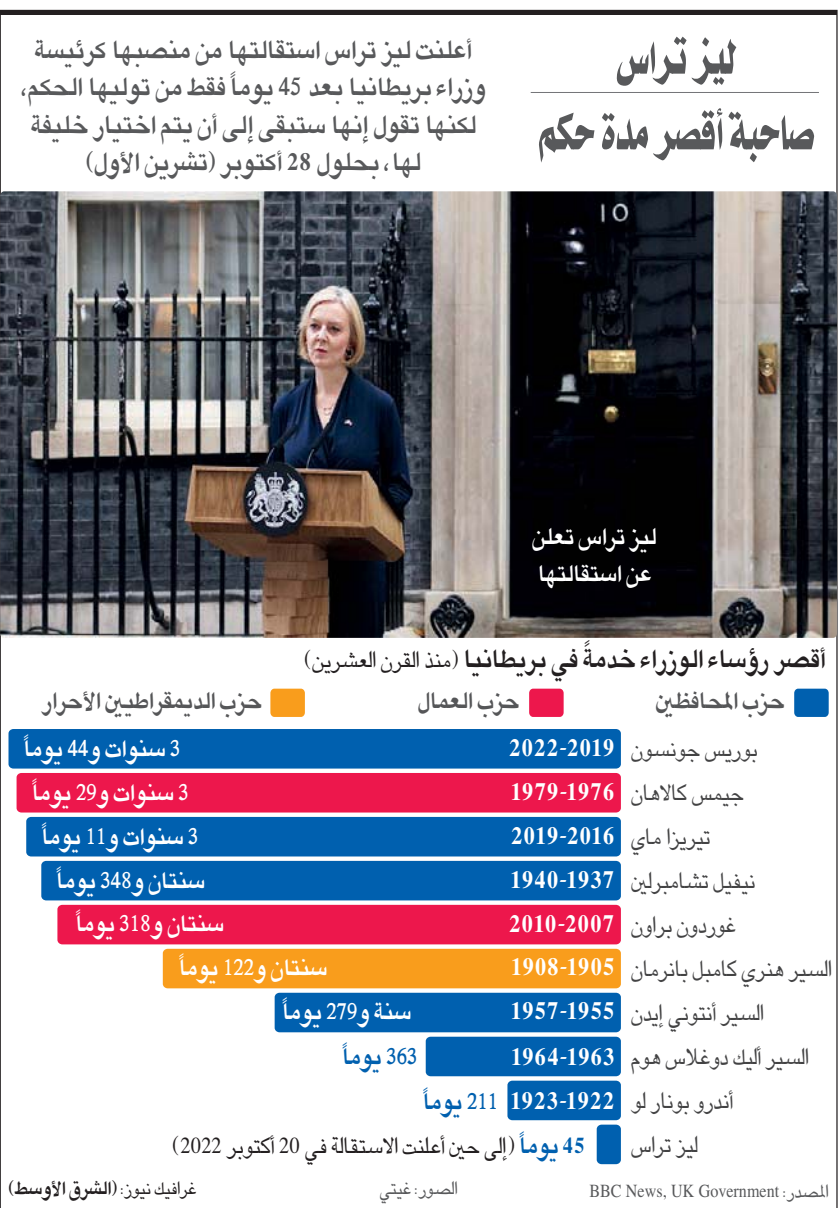 ليز تراس
صاحبة أقصر مدة حكم
أعلنت ليز تراس استقالتها من منصبها كرئيسة
وزراء بريطانيا بعد 45 يوماً فقط من توليها الحكم،
لكنها تقول إنها ستبقى إلى أن يتم اختيار خليفة
لها، بحلول 28 أكتوبر (تشرين الأول)
10
ليز تراس تعلن
عن استقالتها
أقصر رؤساء الوزراء خدمةً في بريطانيا (منذ القرن العشرين)
حزب المحافظين حزب العمال حزب الديمقراطيين الأحرار
بوريس جونسون 2022-2019 3 سنوات و44 يوماً
جيمس كالاهان 1979-1976 3 سنوات و29 يوماً
تيريزا ماي 2019-2016 3 سنوات و11 يوماً
نيفيل تشامبرلين 1940-1937 سنتان و348 يوماً
غوردون براون 2010-2007 سنتان و318 يوماً
السير هنري كامبل بانرمان 1908-1905 سنتان و122 يوماً
السير أنتوني إيدن 1957-1955 سنة و279 يوماً
السير أليك دوغلاس هوم 1964-1963 363 يوماً
أندرو بونار لو 1923-1922 211 يوماً
ليز تراس 45 يوماً (إلى حين أعلنت الاستقالة في 20 أكتوبر 2022)
المصدر: BBC News, UK Government الصور: غيتي غرافيك نيوز: (الشرق الأوسط)